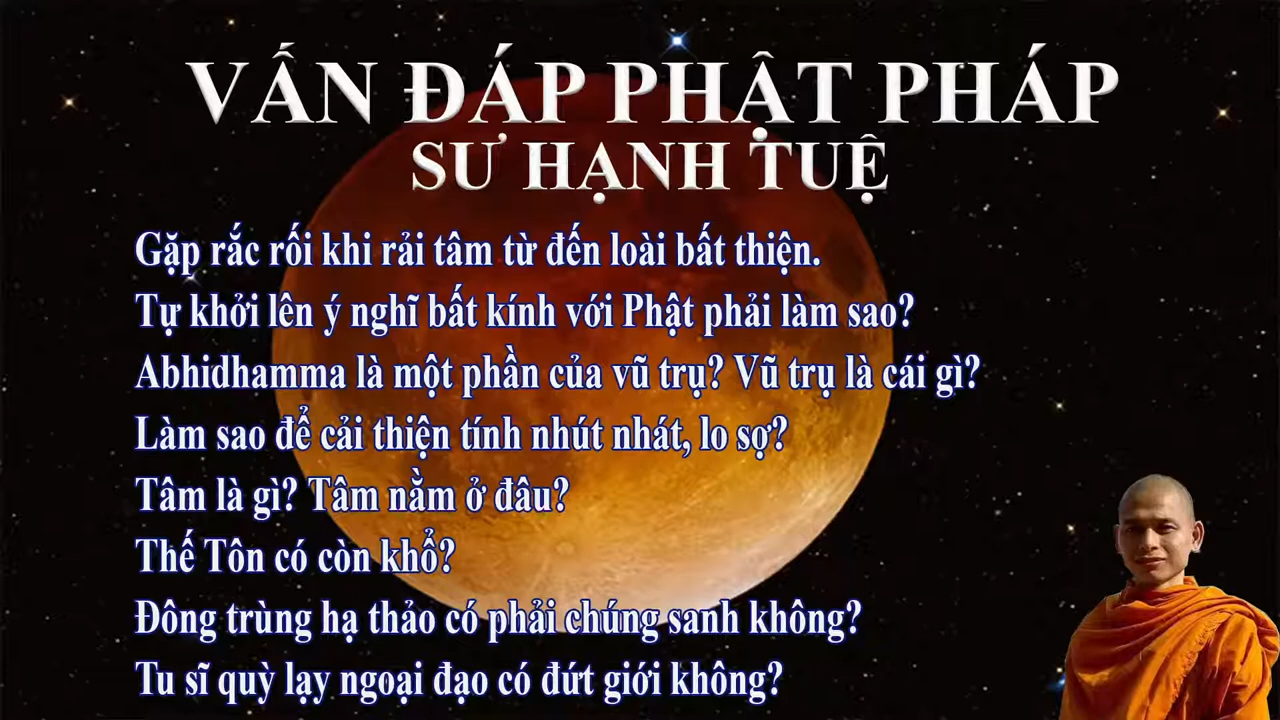 VẤN ĐÁP PHẬT PHÁP
SƯ HẠNH TUỆ
Gặp rắc rối khi rải tâm từ đến loài bất thiện.
Tự khởi lên ý nghĩ bất kính với Phật phải làm sao?
Abhidhamma là một phần của vũ trụ? Vũ trụ là cái gì?
Làm sao để cải thiện tính nhút nhát, lo sợ?
Tâm là gì? Tâm nằm ở đâu?
Thế Tôn có còn khổ?
Đông trùng hạ thảo có phải chúng sanh không?
Tu sĩ quỳ lạy ngoại đạo có đứt giới không?